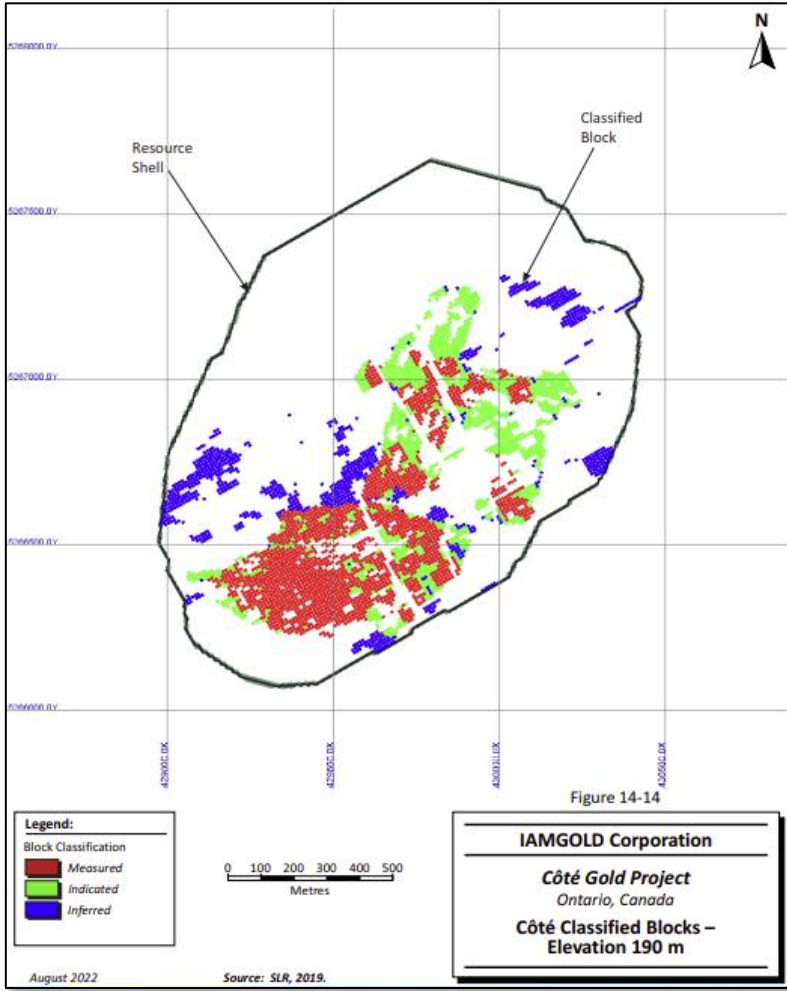 N
5268000.0Y
Classified
Block
Resource
Shell
5267500.0Y
5267000.0Y
5266500.0Y
5266000.0Y
429000.0X
429500.0X
430000.0X
430500.0X
Figure 14-14
Legend:
Block Classification
Measured
Indicated
Inferred
0 100 200 300 400 500
Metres
IAMGOLD Corporation
Côté Gold Project
Ontario, Canada
Côté Classified Blocks –
Elevation 190 m
August 2022
Source: SLR, 2019.